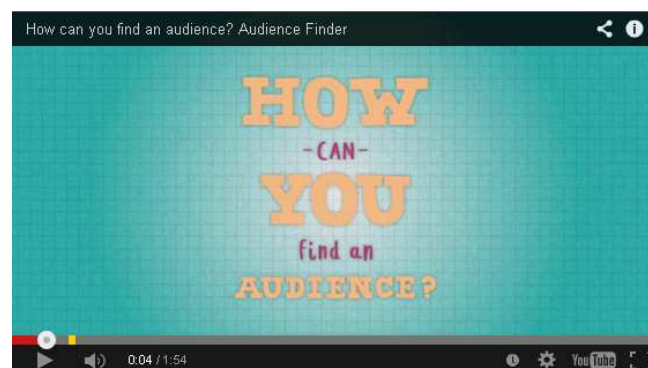 How can you find an audience? Audience Finder
HOW
-CAN-
YOU
find an
AUDIENCE?
0:04 / 1:54
YouTube